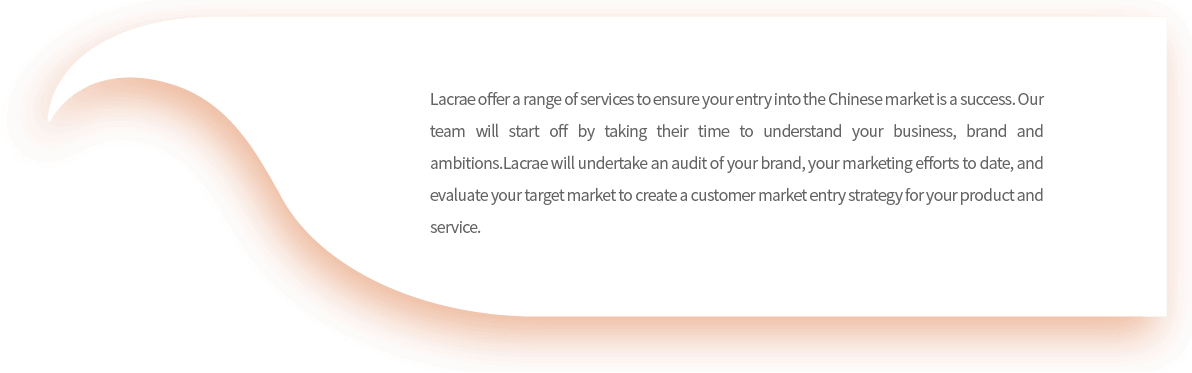 Lacrae offer a range of services to ensure your entry into the Chinese market is a success. Our
team will start off by taking their time to understand your business, brand and
ambitions.Lacrae will undertake an audit of your brand, your marketing efforts to date, and
evaluate your target market to create a customer market entry strategy for your product and
service.